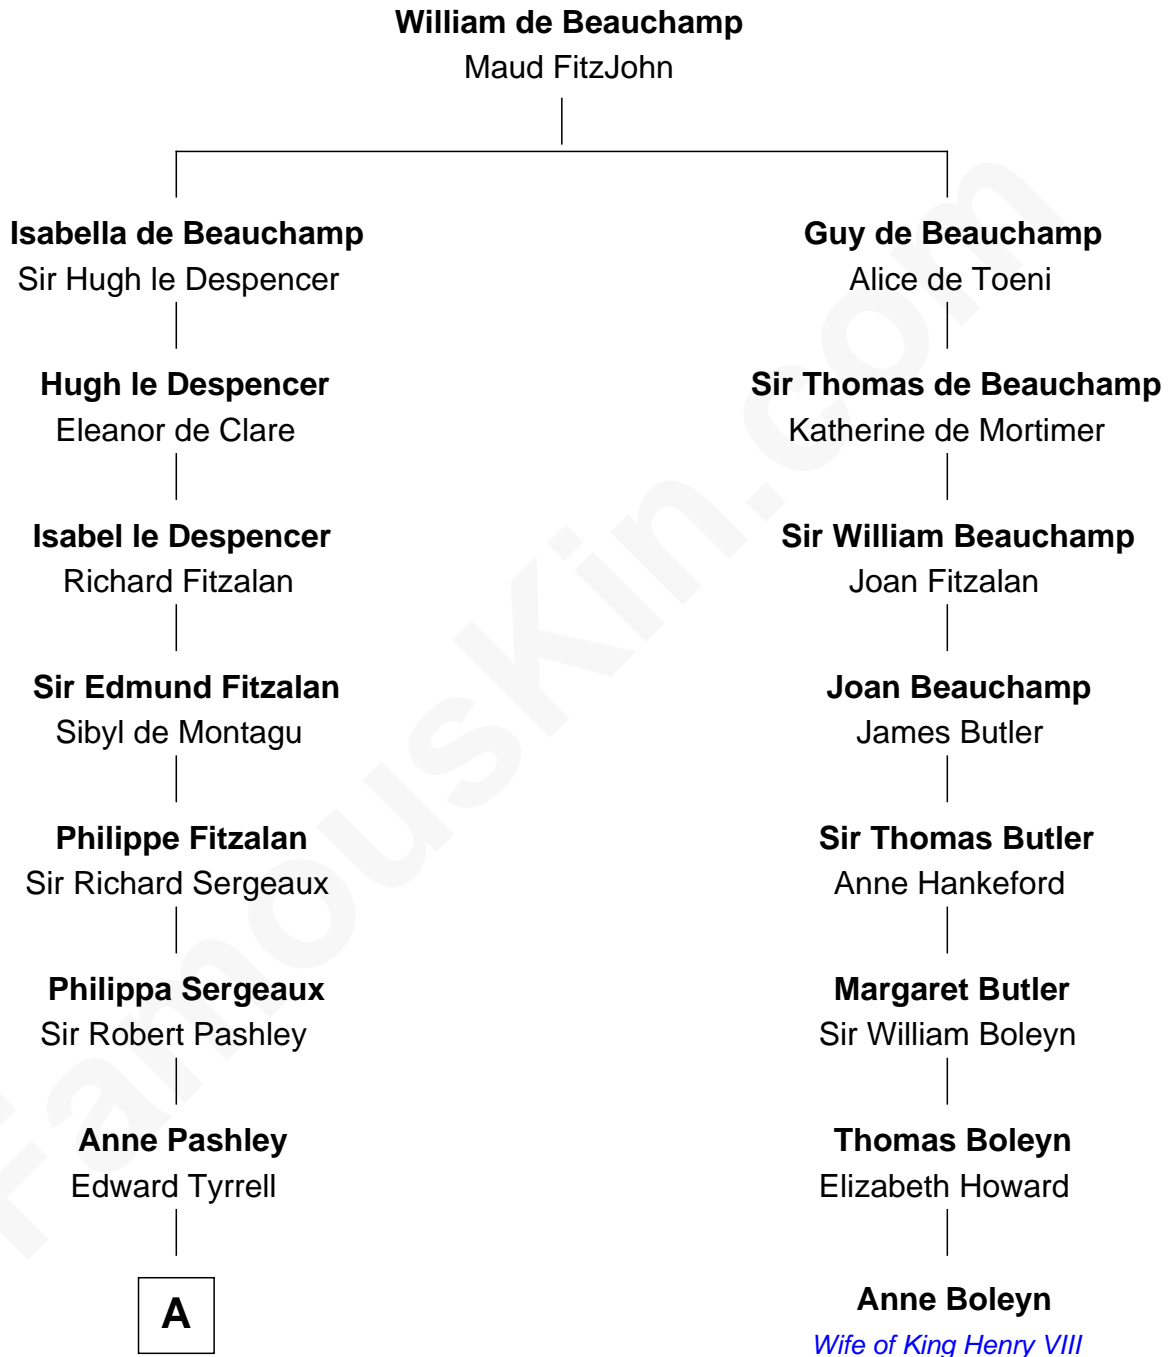 William de Beauchamp
Maud FitzJohn
Isabella de Beauchamp
Sir Hugh le Despencer
Guy de Beauchamp
Alice de Toeni
Hugh le Despencer
Eleanor de Clare
Sir Thomas de Beauchamp
Katherine de Mortimer
Isabel le Despencer
Richard Fitzalan
Sir William Beauchamp
Joan Fitzalan
Sir Edmund Fitzalan
Sibyl de Montagu
Joan Beauchamp
James Butler
Philippe Fitzalan
Sir Richard Sergeaux
Sir Thomas Butler
Anne Hankeford
Philippa Sergeaux
Sir Robert Pashley
Margaret Butler
Sir William Boleyn
Anne Pashley
Edward Tyrrell
Thomas Boleyn
Elizabeth Howard
A
Anne Boleyn
Wife of King Henry VIII
FamousKin.com